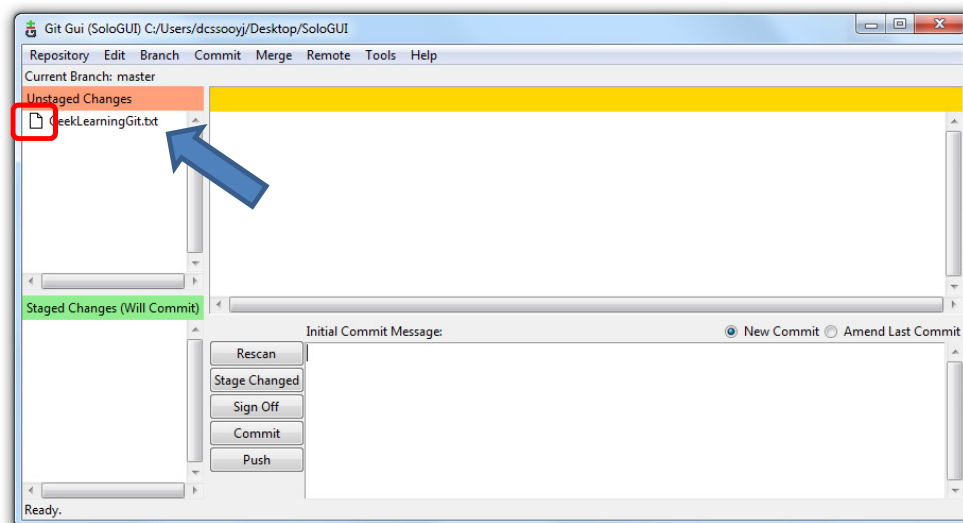 Git Gui (SoloGUI) C:/Users/dcssooyj/Desktop/SoloGUI
Repository Edit Branch Commit Merge Remote Tools Help
Current Branch: master
Unstaged Changes
GeekLearningGit.txt
Staged Changes (Will Commit)
Initial Commit Message:
New Commit
Amend Last Commit
Rescan
Stage Changed
Sign Off
Commit
Push
Ready.